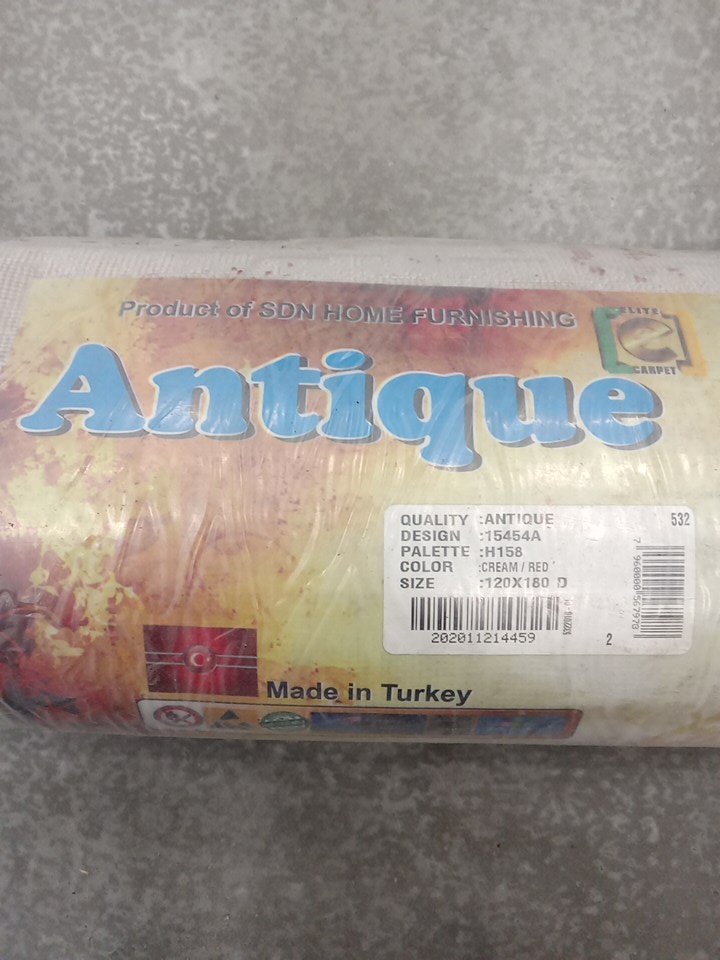 Product of SDN HOME FURNISHING
ELITE
CARPET
Antique
QUALITY :ANTIQUE 532
DESIGN :15454A
PALETTE :H158
COLOR :CREAM / RED
SIZE :120X180 D
202011214459
2
Made in Turkey